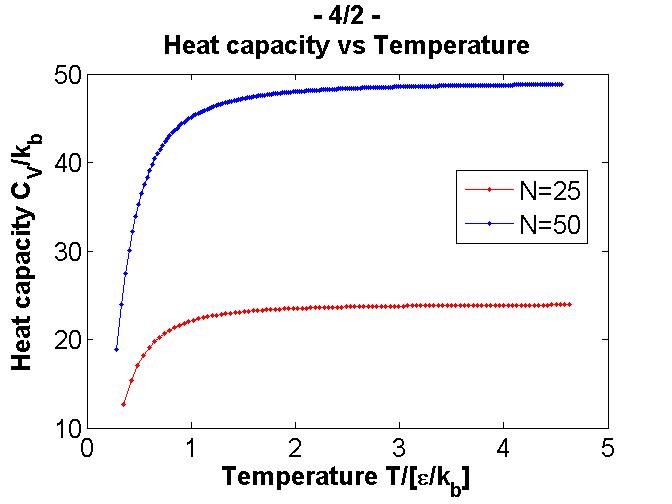 - 4/2 -
Heat capacity vs Temperature
50
40
30
20
10
Heat capacity C_V/k_b
N=25
N=50
0 1 2 3 4 5
Temperature T/[ε/k_b]